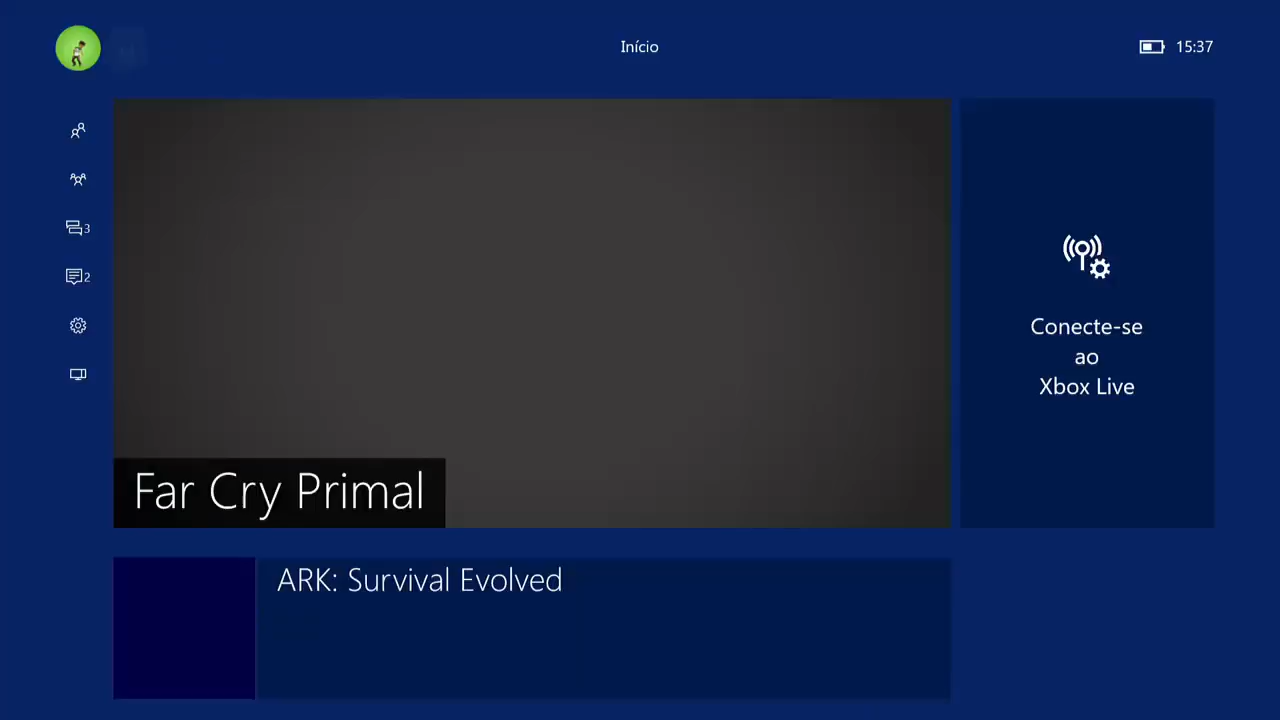 Início
15:37
3
2
Conecte-se
ao
Xbox Live
Far Cry Primal
ARK: Survival Evolved